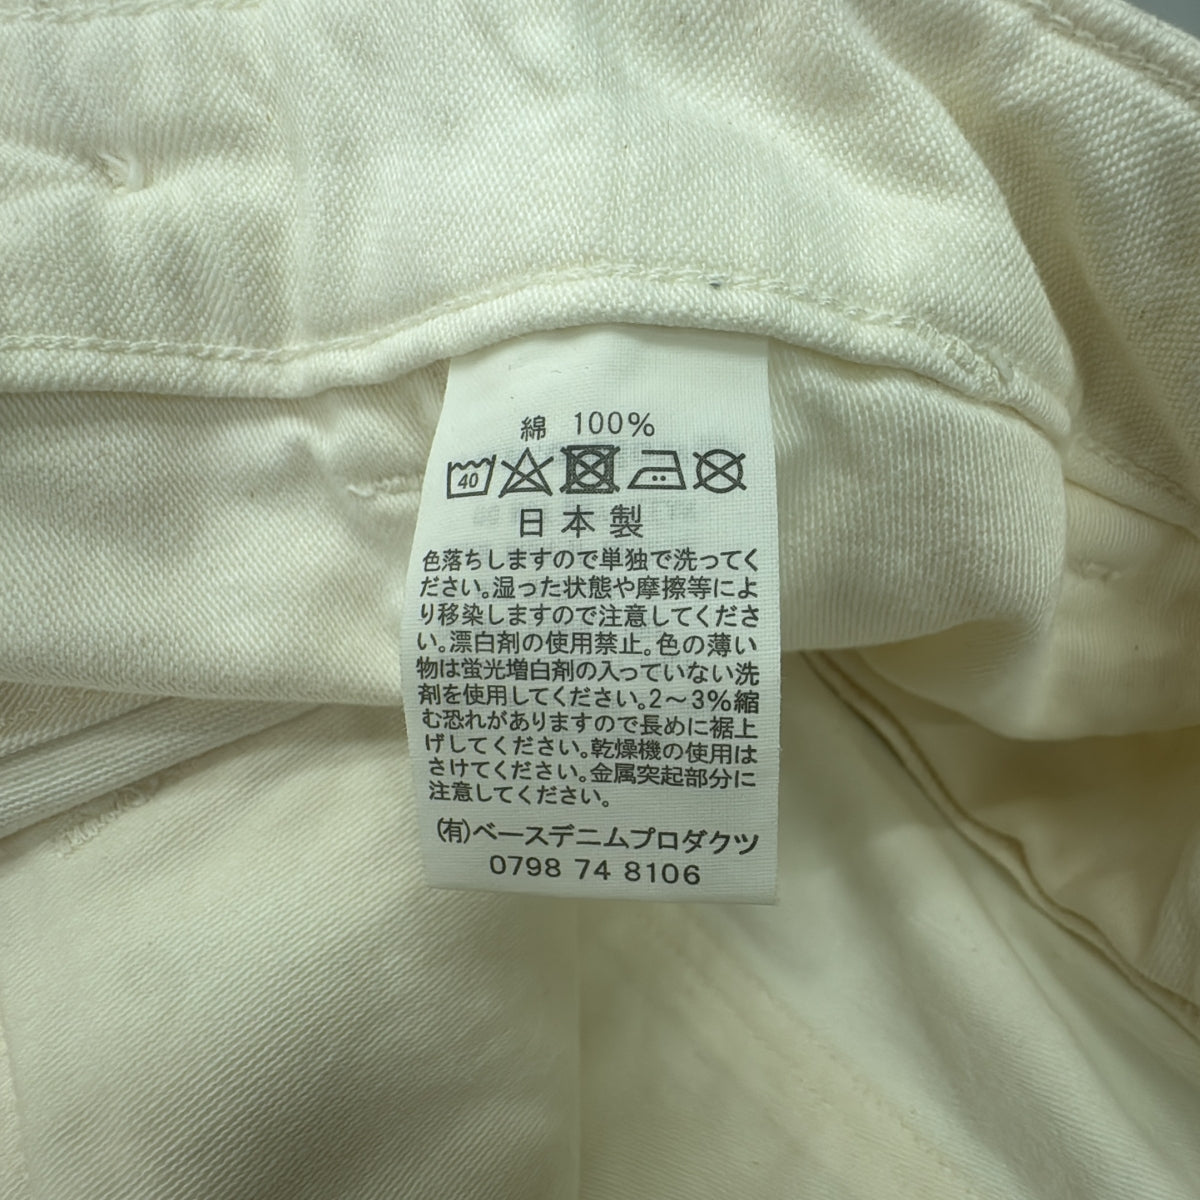 綿 100%
40
日本製
色落ちしますので単独で洗ってく
ださい。湿った状態や摩擦等によ
り移染しますので注意してくださ
い。漂白剤の使用禁止。色の薄い
物は蛍光増白剤の入っていない洗
剤を使用してください。2〜3%縮
む恐れがありますので長めに裾上
げしてください。乾燥機の使用は
さけてください。金属突起部分に
注意してください。
(有)ベースデニムプロダクツ
0798 74 8106